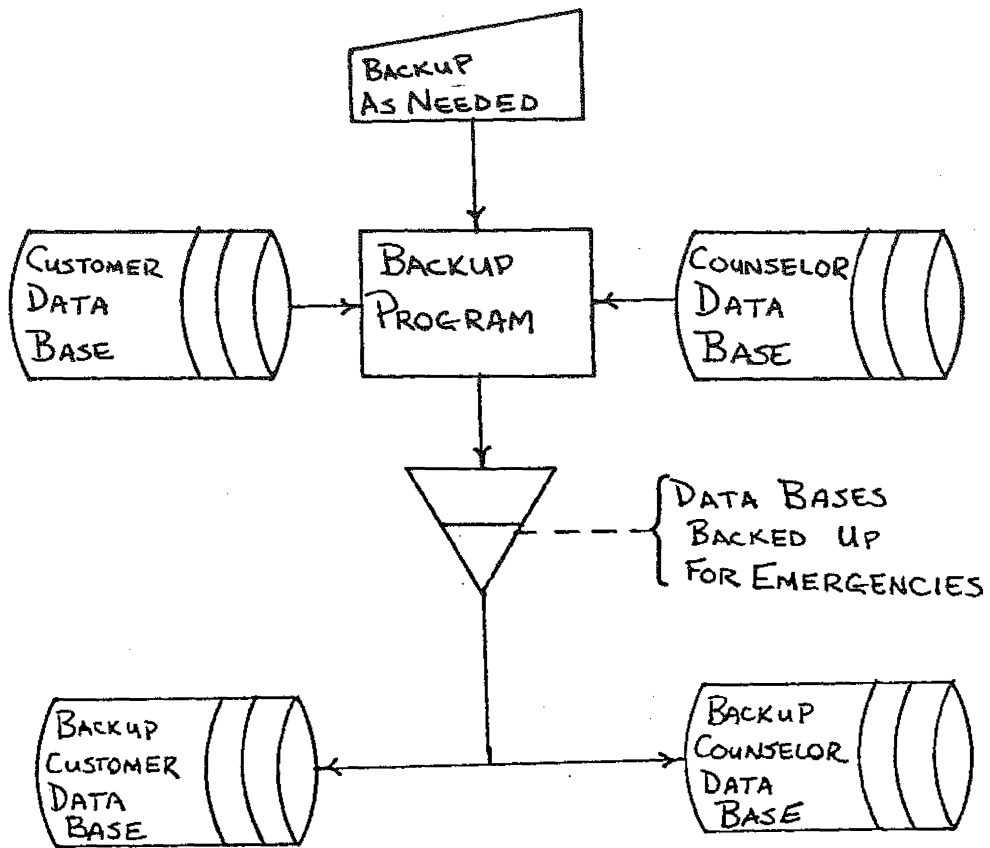 BACKUP
AS NEEDED
CUSTOMER
DATA
BASE
BACKUP
PROGRAM
COUNSELOR
DATA
BASE
DATA BASES
BACKED UP
FOR EMERGENCIES
BACKUP
CUSTOMER
DATA
BASE
BACKUP
COUNSELOR
DATA
BASE